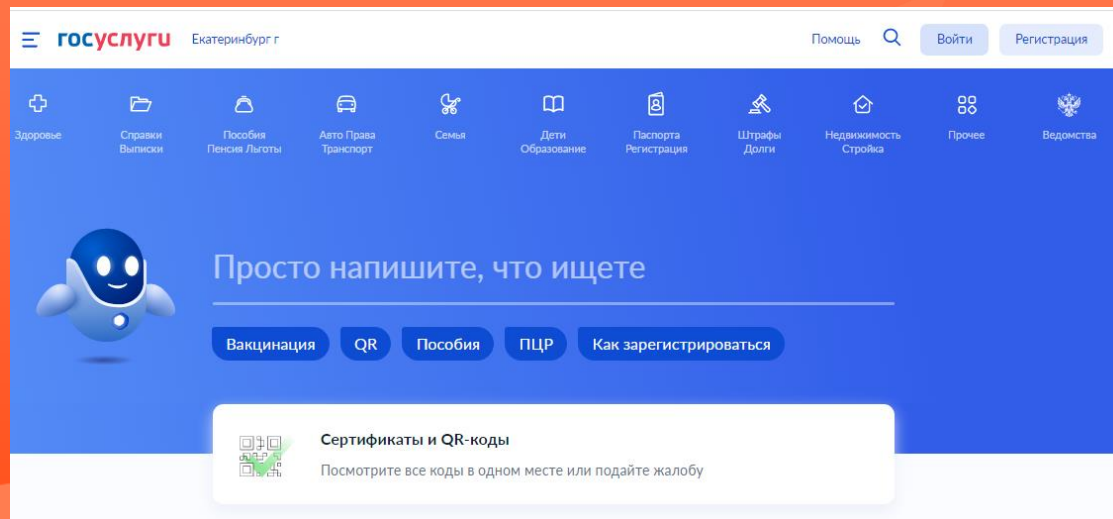 госуслуги
Екатеринбург г
Помощь
Войти
Регистрация
Здоровье
Справки
Выписки
Пособия
Пенсия Льготы
Авто Права
Транспорт
Семья
Дети
Образование
Паспорта
Регистрация
Штрафы
Долги
Недвижимость
Стройка
Прочее
Ведомства
Просто напишите, что ищете
Вакцинация
QR
Пособия
ПЦР
Как зарегистрироваться
Сертификаты и QR-коды
Посмотрите все коды в одном месте или подайте жалобу